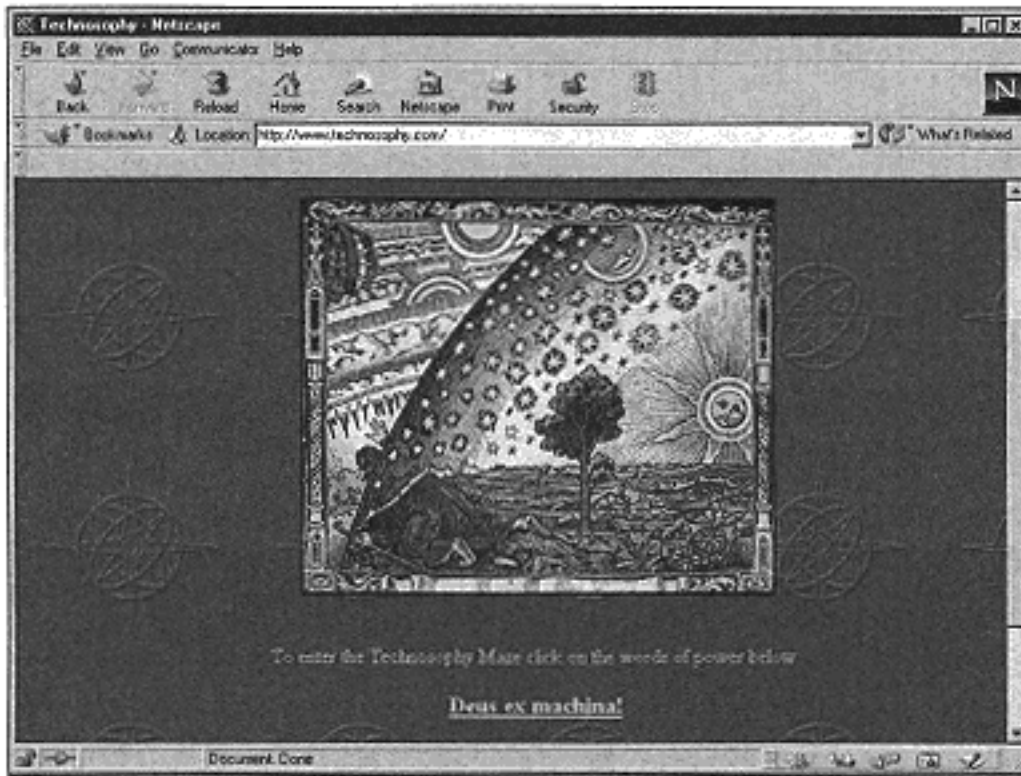 Technosophy - Netscape
File Edit View Go Communicator Help
Back Forward Reload Home Search Netscape Print Security Stop
Bookmarks Location: http://www.technosophy.com/ What's Related
N
To enter the Technosophy Maze click on the words of power below
Deus ex machina!
Document: Done